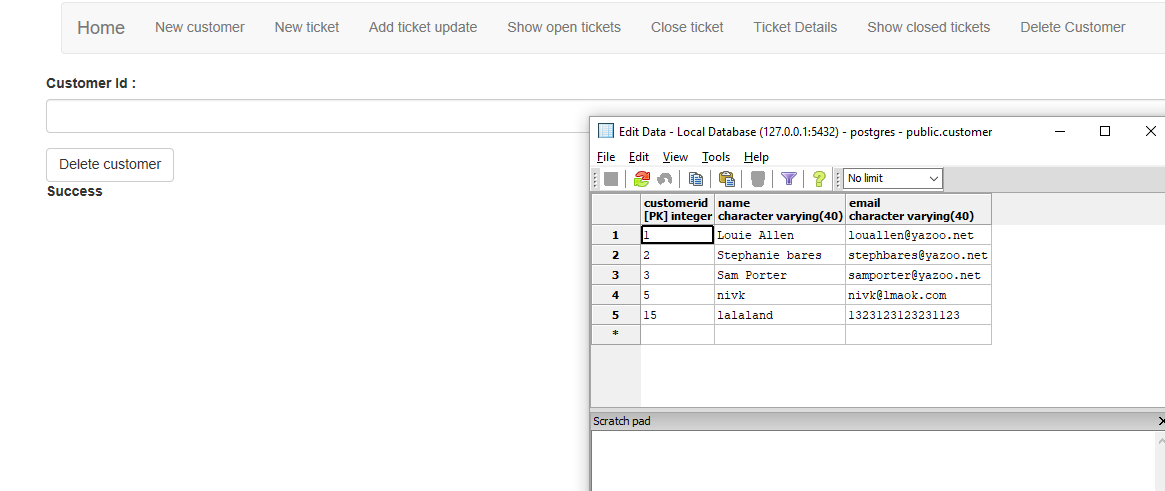 Home New customer New ticket Add ticket update Show open tickets Close ticket Ticket Details Show closed tickets Delete Customer
Customer Id :
Delete customer
Success
Edit Data - Local Database (127.0.0.1:5432) - postgres - public.customer
File Edit View Tools Help
No limit
customerid name email
[PK] integer character varying(40) character varying(40)
1 1 Louie Allen louallen@yazoo.net
2 2 Stephanie bares stephbares@yazoo.net
3 3 Sam Porter samporter@yazoo.net
4 5 nivk nivk@lmaok.com
5 15 lalaland 1323123123231123
*
Scratch pad